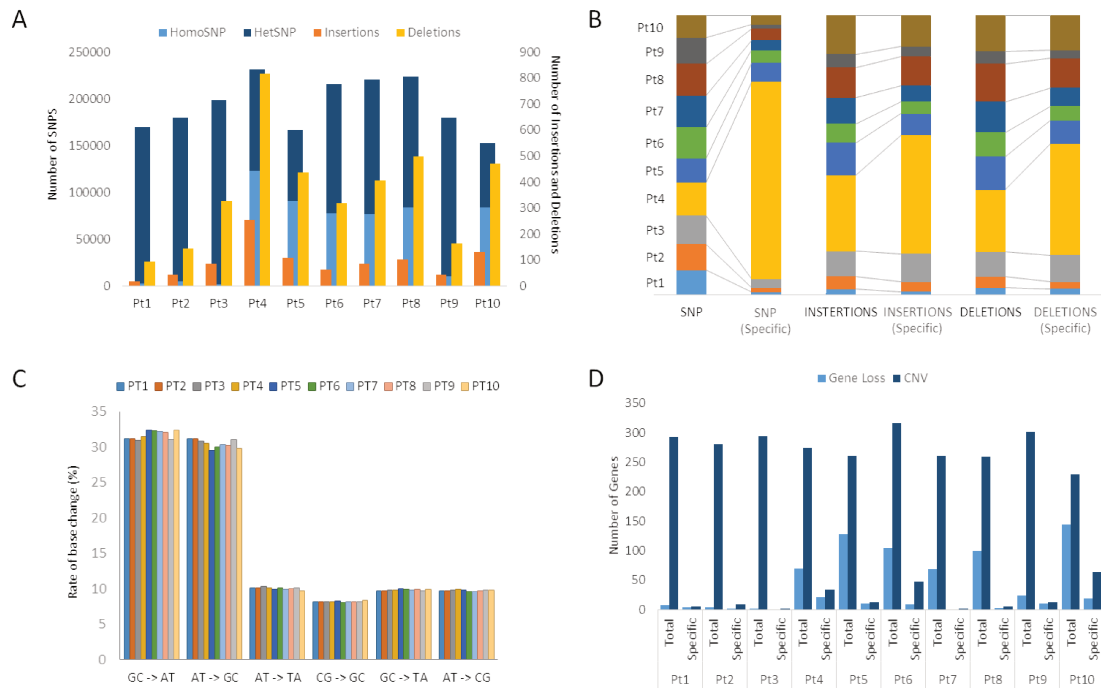 A
HomoSNP HetSNP Insertions Deletions
Number of SNPS
250000
200000
150000
100000
50000
0
900
800
700
600
500
400
300
200
100
0
Number of Insertions and Deletions
Pt1 Pt2 Pt3 Pt4 Pt5 Pt6 Pt7 Pt8 Pt9 Pt10
B
Pt10
Pt9
Pt8
Pt7
Pt6
Pt5
Pt4
Pt3
Pt2
Pt1
SNP SNP (Specific) INSTERTIONS INSERTIONS (Specific) DELETIONS DELETIONS (Specific)
C
PT1 PT2 PT3 PT4 PT5 PT6 PT7 PT8 PT9 PT10
Rate of base change (%)
35
30
25
20
15
10
5
0
GC -> AT AT -> GC AT -> TA CG -> GC GC -> TA AT -> CG
D
Gene Loss CNV
Number of Genes
350
300
250
200
150
100
50
0
Total Specific Total Specific Total Specific Total Specific Total Specific Total Specific Total Specific Total Specific Total Specific Total Specific
Pt1 Pt2 Pt3 Pt4 Pt5 Pt6 Pt7 Pt8 Pt9 Pt10